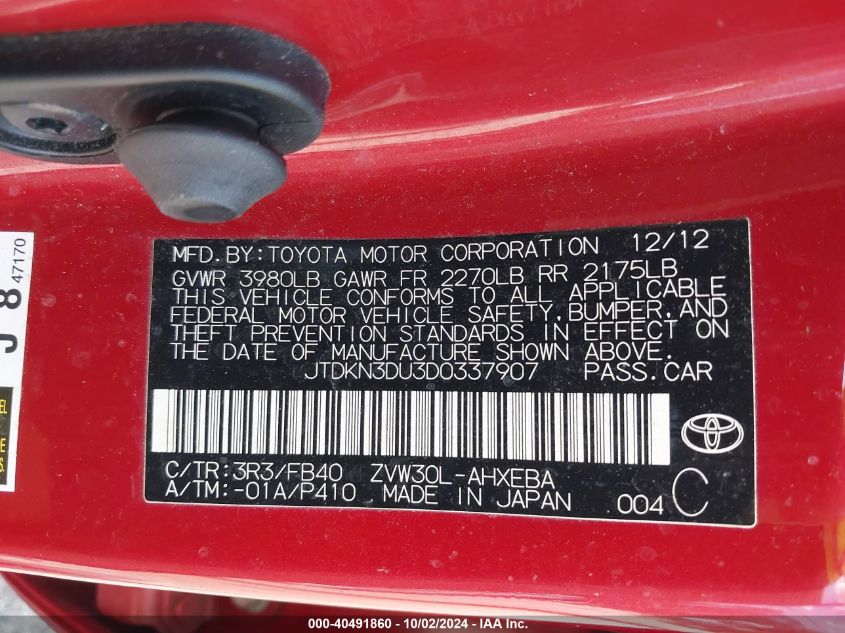 MFD. BY: TOYOTA MOTOR CORPORATION 12/12
GVWR 3980LB GAWR FR 2270LB RR 2175LB
THIS VEHICLE CONFORMS TO ALL APPLICABLE
FEDERAL MOTOR VEHICLE SAFETY, BUMPER, AND
THEFT PREVENTION STANDARDS IN EFFECT ON
THE DATE OF MANUFACTURE SHOWN ABOVE.
JTDKN3DU3D0337907 PASS. CAR
C/TR: 3R3/FB40 ZVW30L-AHXEBA
A/TM: -01A/P410 MADE IN JAPAN 004 C
J 8 47170
000-40491860 - 10/02/2024 - IAA Inc.